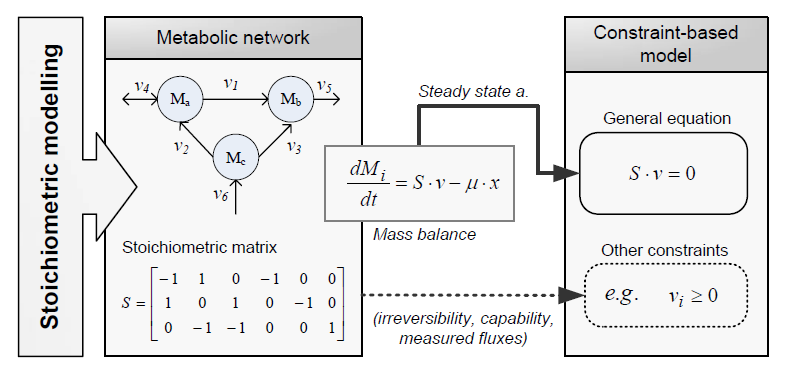 Stoichiometric modelling
Metabolic network
v4
Ma
v1
Mb
v5
v2
Mc
v3
v6
Stoichiometric matrix
S = [ -1 1 0 -1 0 0
1 0 1 0 -1 0
0 -1 -1 0 0 1 ]
Steady state a.
dMi/dt = S · v − μ · x
Mass balance
(irreversibility, capability,
measured fluxes)
Constraint-based
model
General equation
S · v = 0
Other constraints
e.g. vi ≥ 0